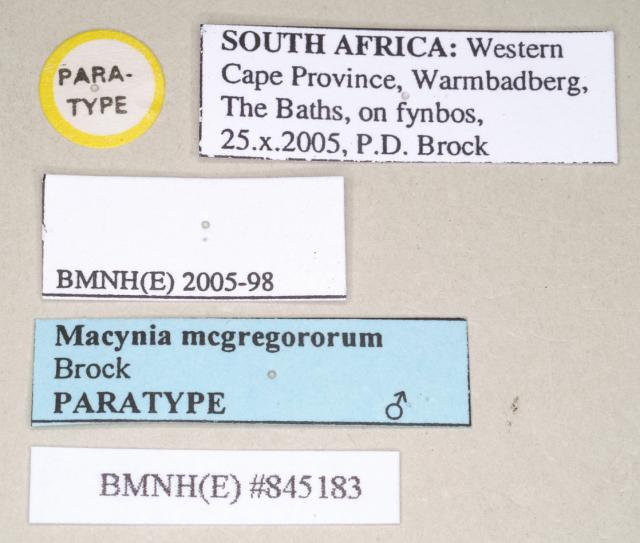 PARA-
TYPE
SOUTH AFRICA: Western
Cape Province, Warmbadberg,
The Baths, on fynbos,
25.x.2005, P.D. Brock
BMNH(E) 2005-98
Macynia mcgregororum
Brock
PARATYPE ♂
BMNH(E) #845183